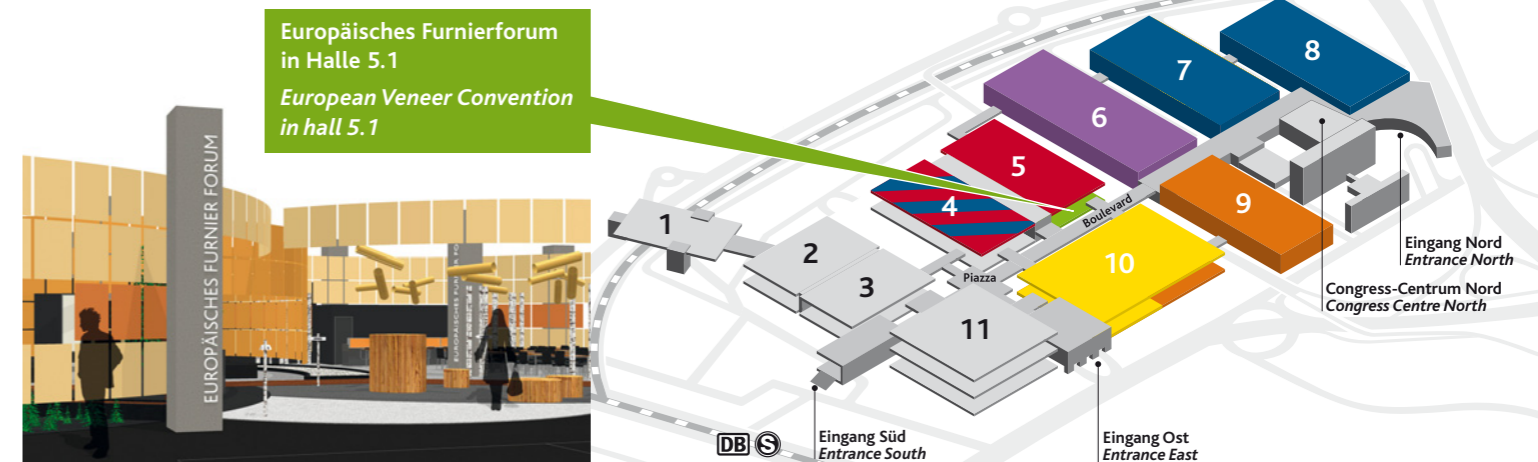 Europäisches Furnierforum
in Halle 5.1
European Veneer Convention
in hall 5.1
EUROPÄISCHES FURNIER FORUM
EUROPÄISCHES FURNIER FO
1
2
3
4
5
6
7
8
9
10
11
Boulevard
Piazza
Eingang Nord
Entrance North
Congress-Centrum Nord
Congress Centre North
DB S
Eingang Süd
Entrance South
Eingang Ost
Entrance East